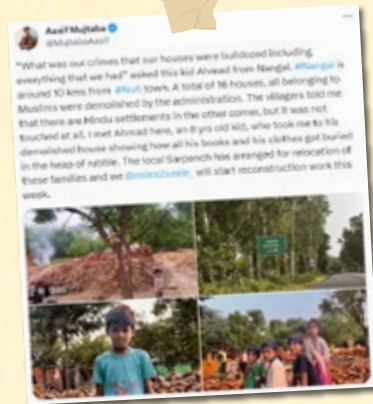 Aasif Mujtaba
@MujtabaAasif
"What was our crimes that our houses were bulldozed including
everything that we had" asked this kid Ahmad from Nangal. #Nangal is
around 10 kms from #Nuh town. A total of 16 houses, all belonging to
Muslims were demolished by the administration. The villagers told me
that there are Hindu settlements in the other corner, but it was not
touched at all. I met Ahmad here, an 8 yrs old kid, who took me to his
demolished house showing how all his books and his clothes got buried
in the heap of rubble. The local Sarpanch has arranged for relocation of
these families and we @miles2smile_ will start reconstruction work this
week.